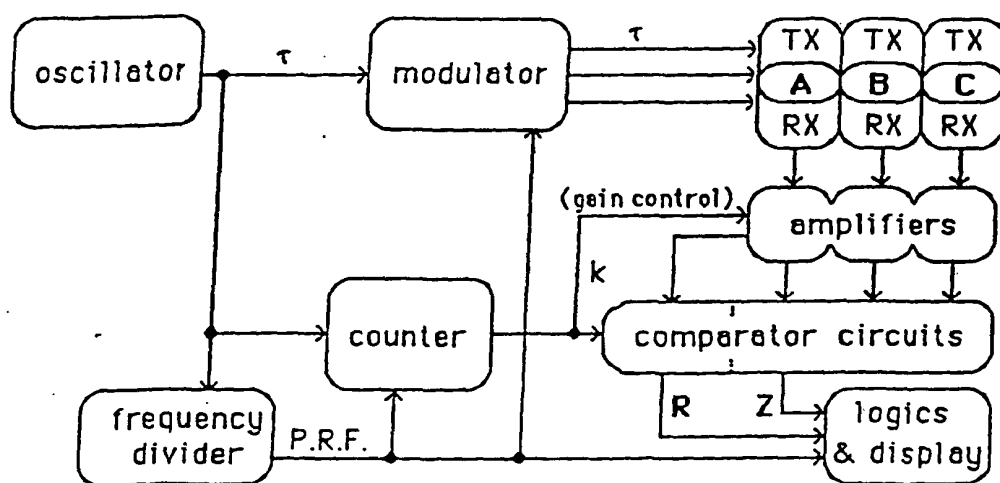 oscillator
τ
modulator
τ
TX TX TX
A B C
RX RX RX
(gain control)
amplifiers
k
counter
comparator circuits
R Z
frequency
divider
P.R.F.
logics
& display